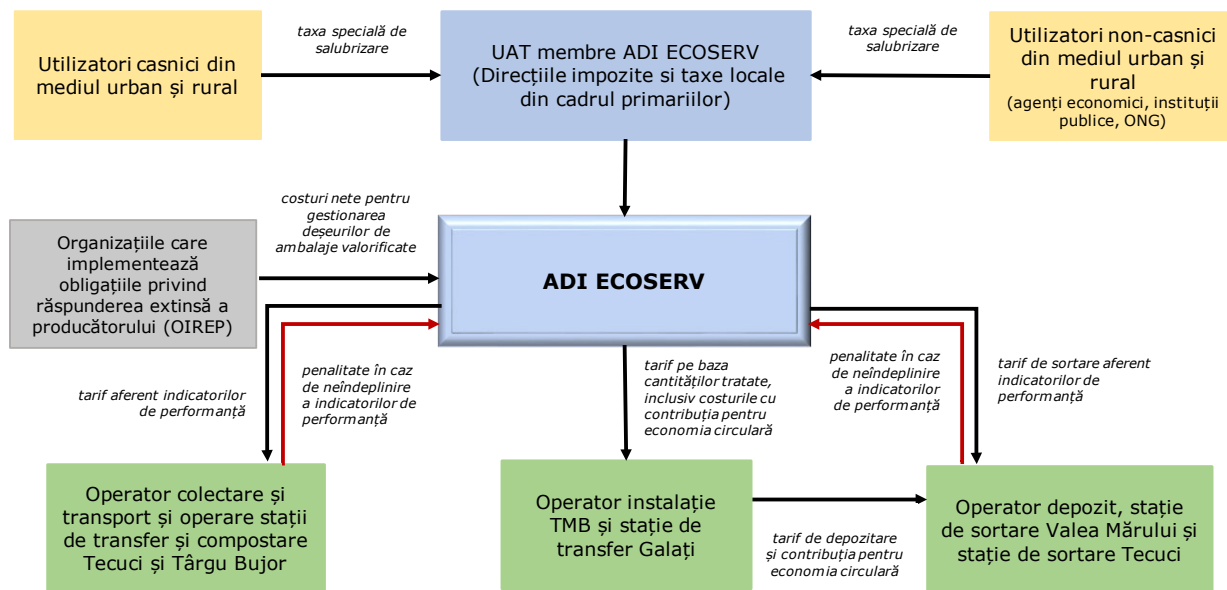 Utilizatori casnici din
mediul urban și rural
taxa specială de
salubrizare
UAT membre ADI ECOSERV
(Direcțiile impozite si taxe locale
din cadrul primariilor)
taxa specială de
salubrizare
Utilizatori non-casnici
din mediul urban și
rural
(agenți economici, instituții
publice, ONG)
Organizațiile care
implementează
obligațiile privind
răspunderea extinsă a
producătorului (OIREP)
costuri nete pentru
gestionarea
deșeurilor de
ambalaje valorificate
ADI ECOSERV
tarif aferent indicatorilor
de performanță
penalitate în caz
de neîndeplinire
a indicatorilor de
performanță
tarif pe baza
cantităților tratate,
inclusiv costurile cu
contribuția pentru
economia circulară
penalitate în caz
de neîndeplinire
a indicatorilor
de performanță
tarif de sortare aferent
indicatorilor de
performanță
Operator colectare și
transport și operare stații
de transfer și compostare
Tecuci și Târgu Bujor
Operator instalație
TMB și stație de
transfer Galați
tarif de depozitare
și contribuția pentru
economia circulară
Operator depozit, stație
de sortare Valea Mărului și
stație de sortare Tecuci